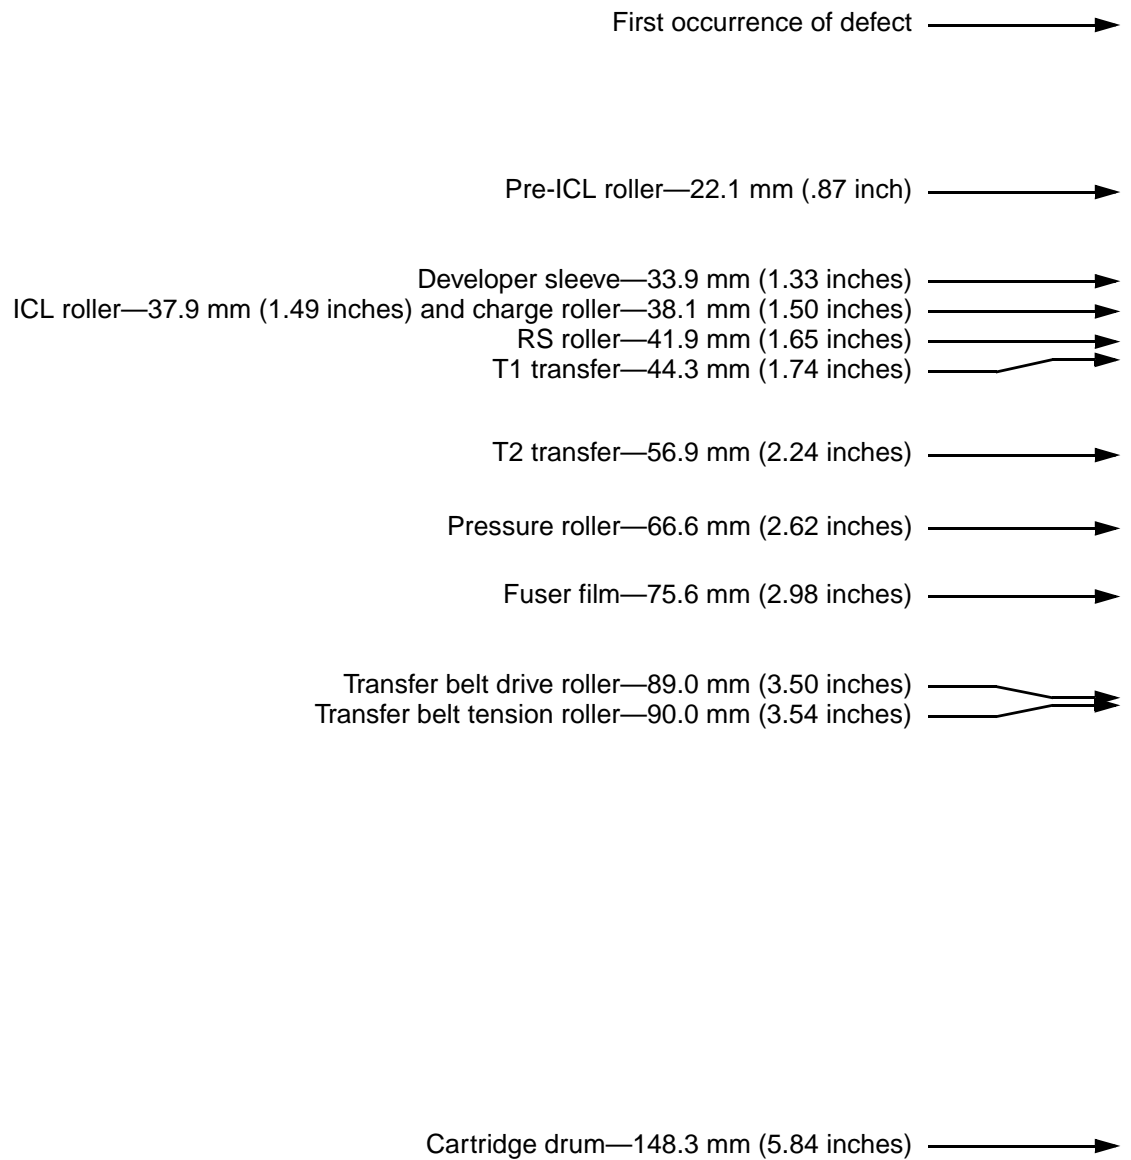 First occurrence of defect
Pre-ICL roller—22.1 mm (.87 inch)
Developer sleeve—33.9 mm (1.33 inches)
ICL roller—37.9 mm (1.49 inches) and charge roller—38.1 mm (1.50 inches)
RS roller—41.9 mm (1.65 inches)
T1 transfer—44.3 mm (1.74 inches)
T2 transfer—56.9 mm (2.24 inches)
Pressure roller—66.6 mm (2.62 inches)
Fuser film—75.6 mm (2.98 inches)
Transfer belt drive roller—89.0 mm (3.50 inches)
Transfer belt tension roller—90.0 mm (3.54 inches)
Cartridge drum—148.3 mm (5.84 inches)